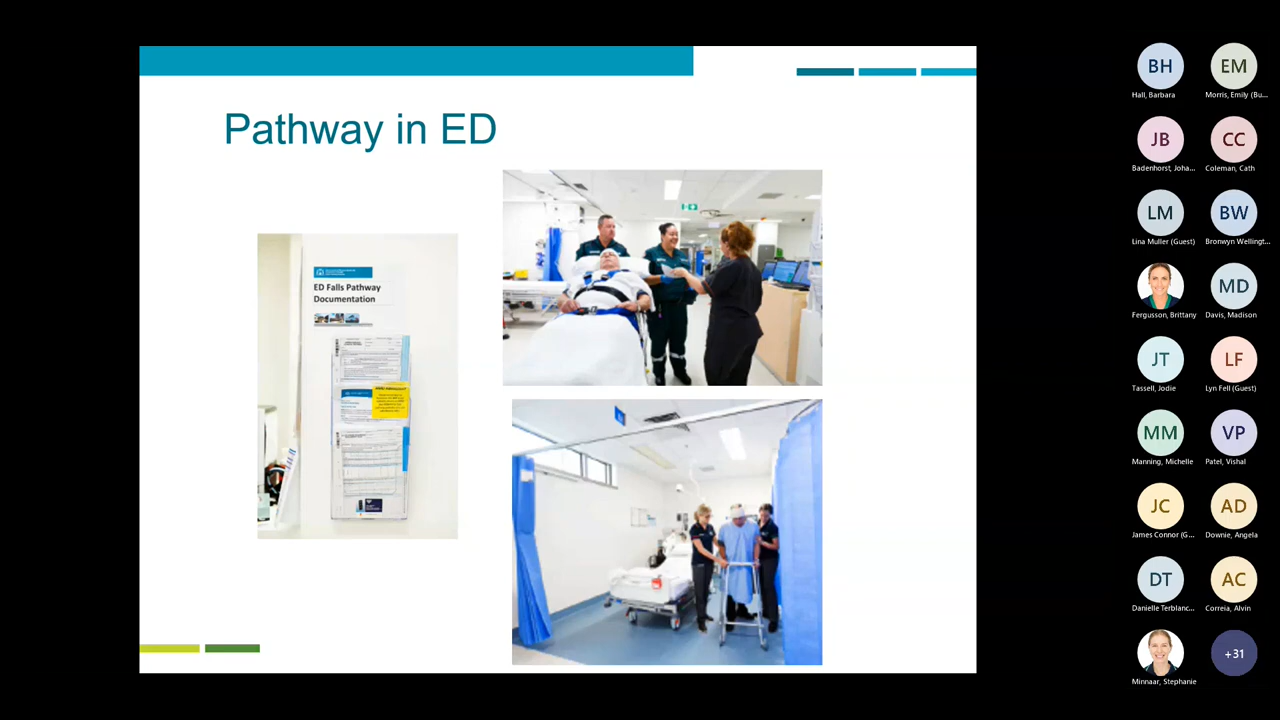 Pathway in ED
ED Falls Pathway
Documentation
BH
Hall, Barbara
EM
Morris, Emily (Bu...
JB
Badenhorst, Joha...
CC
Coleman, Cath
LM
Lina Muller (Guest)
BW
Bronwyn Wellingt...
Fergusson, Brittany
MD
Davis, Madison
JT
Tassell, Jodie
LF
Lyn Fell (Guest)
MM
Manning, Michelle
VP
Patel, Vishal
JC
James Connor (G...
AD
Downie, Angela
DT
Danielle Terblanc...
AC
Correia, Alvin
Minnaar, Stephanie
+31